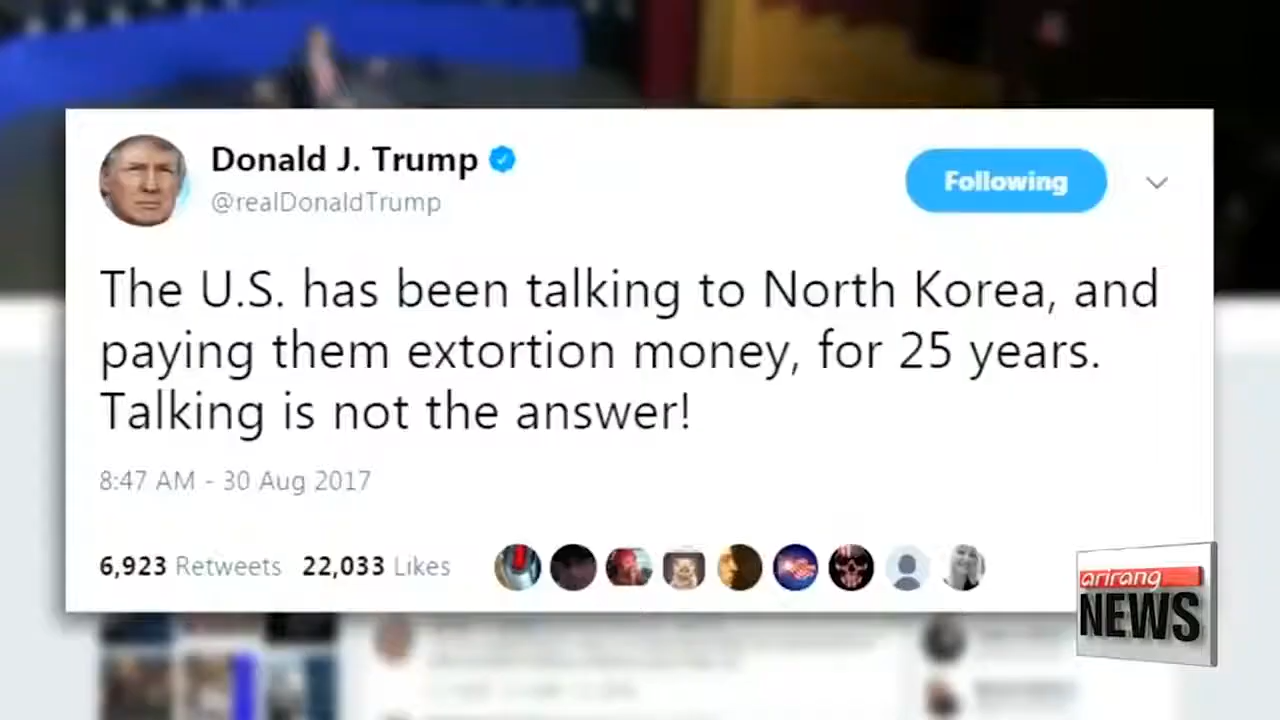 Donald J. Trump
@realDonaldTrump
Following
The U.S. has been talking to North Korea, and
paying them extortion money, for 25 years.
Talking is not the answer!
8:47 AM - 30 Aug 2017
6,923 Retweets 22,033 Likes
arirang
NEWS